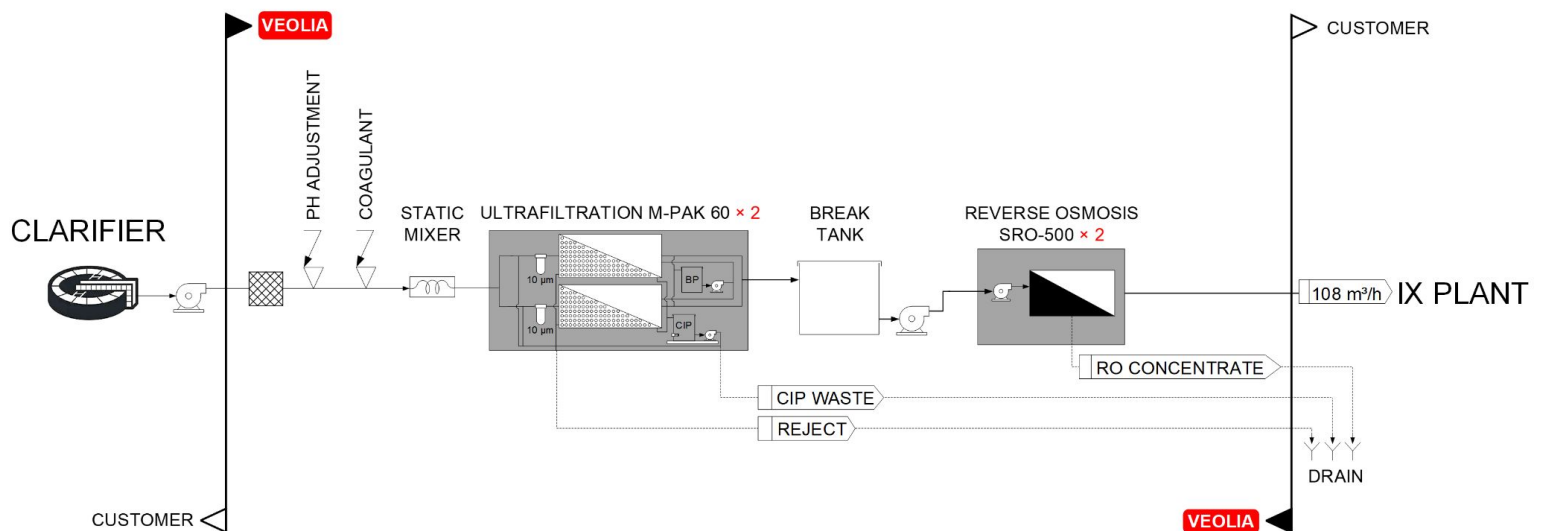 VEOLIA
CUSTOMER
PH ADJUSTMENT
COAGULANT
CLARIFIER
STATIC
MIXER
ULTRAFILTRATION M-PAK 60 × 2
10 µm
10 µm
BP
CIP
BREAK
TANK
REVERSE OSMOSIS
SRO-500 × 2
108 m³/h
IX PLANT
RO CONCENTRATE
CIP WASTE
REJECT
DRAIN
CUSTOMER
VEOLIA